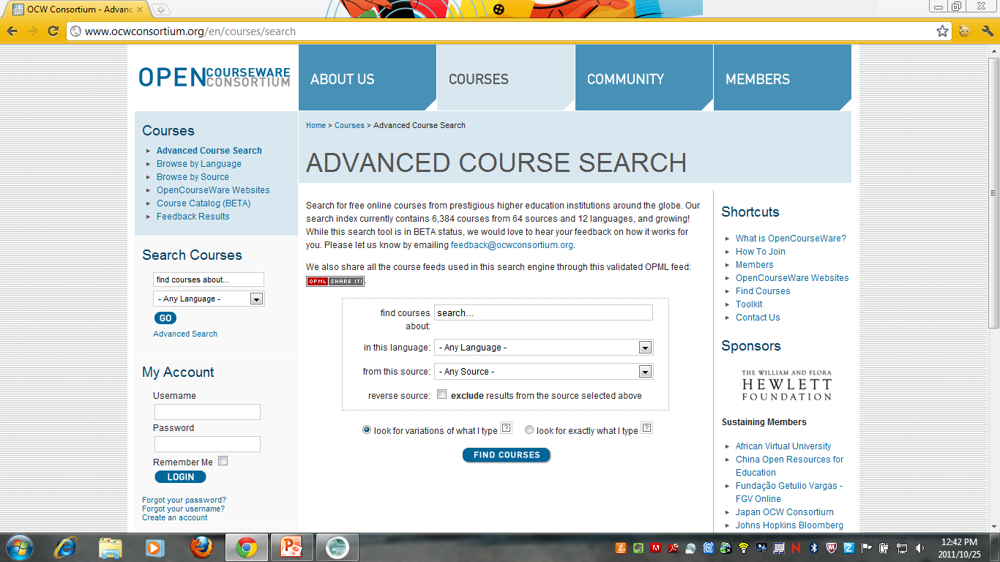 OCW Consortium - Advanc
www.ocwconsortium.org/en/courses/search
OPENCOURSEWARE
CONSORTIUM
ABOUT US
COURSES
COMMUNITY
MEMBERS
Courses
Advanced Course Search
Browse by Language
Browse by Source
OpenCourseWare Websites
Course Catalog (BETA)
Feedback Results
Search Courses
find courses about...
- Any Language -
GO
Advanced Search
My Account
Username
Password
Remember Me
LOGIN
Forgot your password?
Forgot your username?
Create an account
Home > Courses > Advanced Course Search
ADVANCED COURSE SEARCH
Search for free online courses from prestigious higher education institutions around the globe. Our
search index currently contains 6,384 courses from 64 sources and 12 languages, and growing!
While this search tool is in BETA status, we would love to hear your feedback on how it works for
you. Please let us know by emailing feedback@ocwconsortium.org.
We also share all the course feeds used in this search engine through this validated OPML feed:
OPML SHARE IT!.
find courses
about:
search...
in this language: - Any Language -
from this source: - Any Source -
reverse source: exclude results from the source selected above
look for variations of what I type ? look for exactly what I type ?
FIND COURSES
Shortcuts
What is OpenCourseWare?
How To Join
Members
OpenCourseWare Websites
Find Courses
Toolkit
Contact Us
Sponsors
THE WILLIAM AND FLORA
HEWLETT
FOUNDATION
Sustaining Members
African Virtual University
China Open Resources for
Education
Fundação Getulio Vargas -
FGV Online
Japan OCW Consortium
Johns Hopkins Bloomberg
12:42 PM
2011/10/25